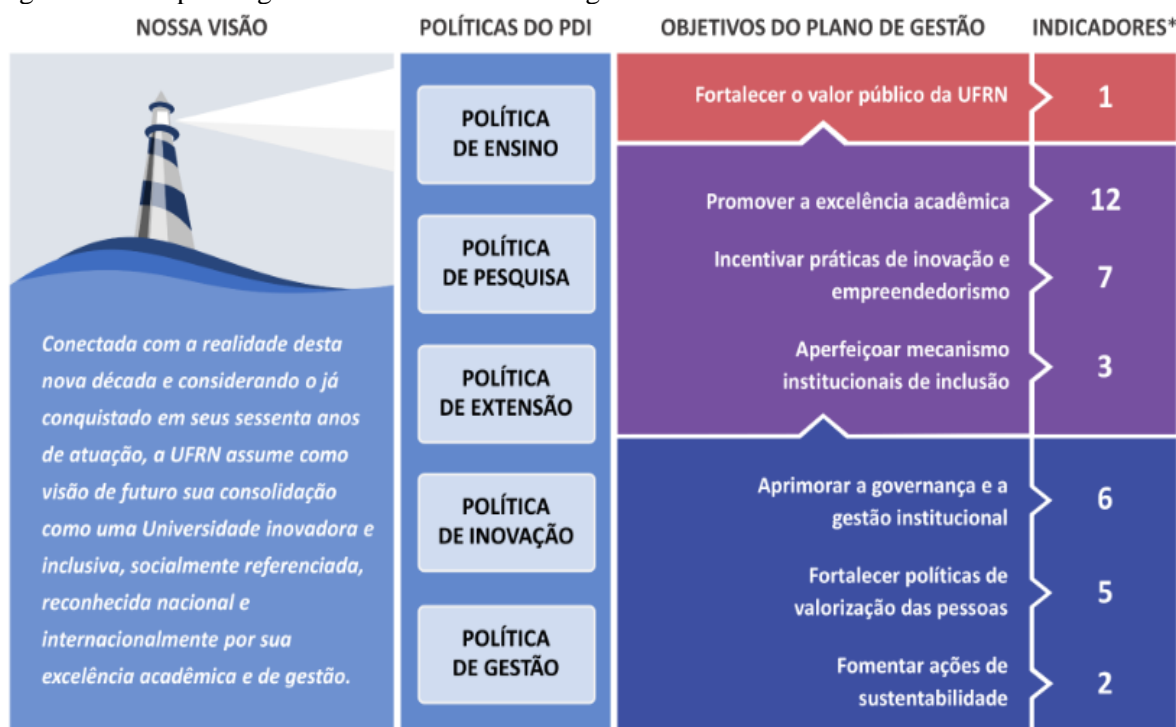 NOSSA VISÃO
POLÍTICAS DO PDI
OBJETIVOS DO PLANO DE GESTÃO
INDICADORES*
Conectada com a realidade desta
nova década e considerando o já
conquistado em seus sessenta anos
de atuação, a UFRN assume como
visão de futuro sua consolidação
como uma Universidade inovadora e
inclusiva, socialmente referenciada,
reconhecida nacional e
internacionalmente por sua
excelência acadêmica e de gestão.
POLÍTICA
DE ENSINO
POLÍTICA
DE PESQUISA
POLÍTICA
DE EXTENSÃO
POLÍTICA
DE INOVAÇÃO
POLÍTICA
DE GESTÃO
Fortalecer o valor público da UFRN
1
Promover a excelência acadêmica
12
Incentivar práticas de inovação e
empreendedorismo
7
Aperfeiçoar mecanismo
institucionais de inclusão
3
Aprimorar a governança e a
gestão institucional
6
Fortalecer políticas de
valorização das pessoas
5
Fomentar ações de
sustentabilidade
2